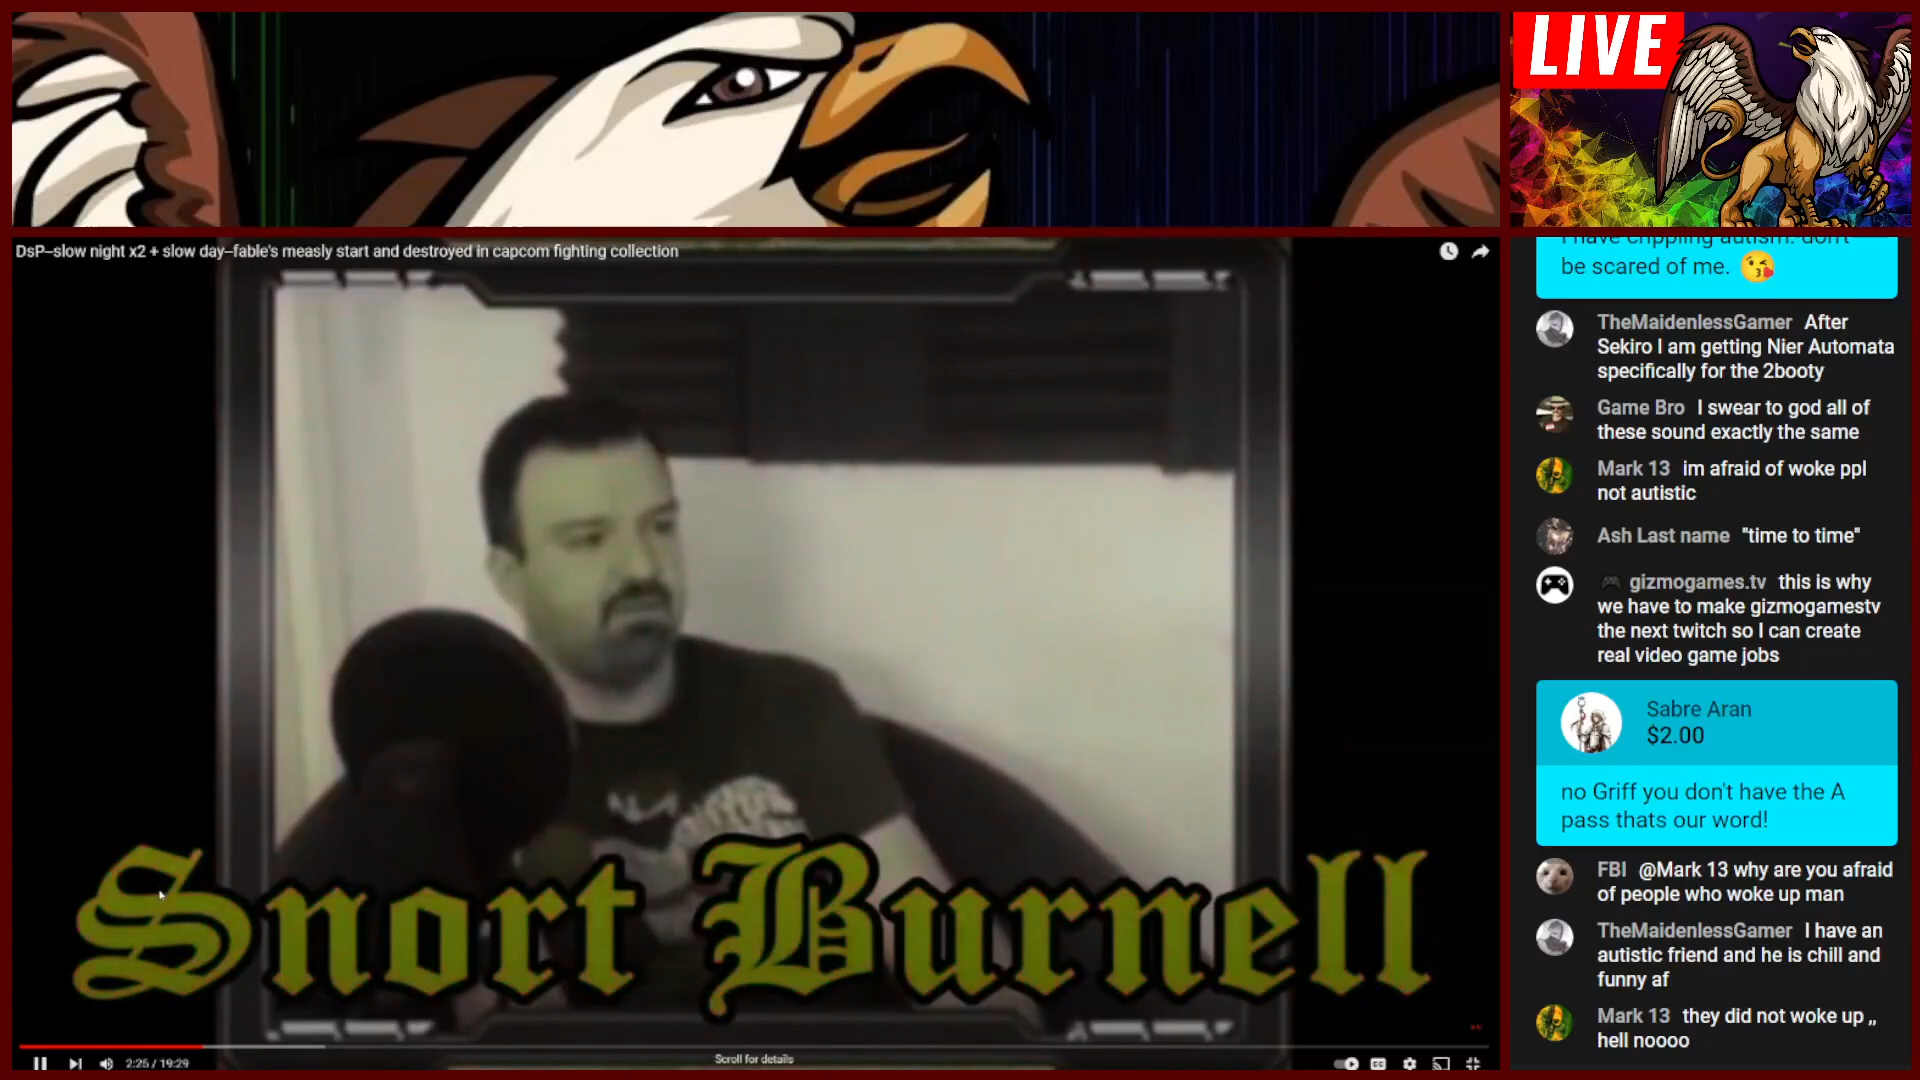 LIVE
DsP--slow night x2 + slow day--fable's measly start and destroyed in capcom fighting collection
Snort Burnell
2:25 / 19:29
Scroll for details
I have crippling autism. don't
be scared of me. 😘
TheMaidenlessGamer After
Sekiro I am getting Nier Automata
specifically for the 2booty
Game Bro I swear to god all of
these sound exactly the same
Mark 13 im afraid of woke ppl
not autistic
Ash Last name "time to time"
🎮 gizmogames.tv this is why
we have to make gizmogamestv
the next twitch so I can create
real video game jobs
Sabre Aran
$2.00
no Griff you don't have the A
pass thats our word!
FBI @Mark 13 why are you afraid
of people who woke up man
TheMaidenlessGamer I have an
autistic friend and he is chill and
funny af
Mark 13 they did not woke up ,,
hell noooo